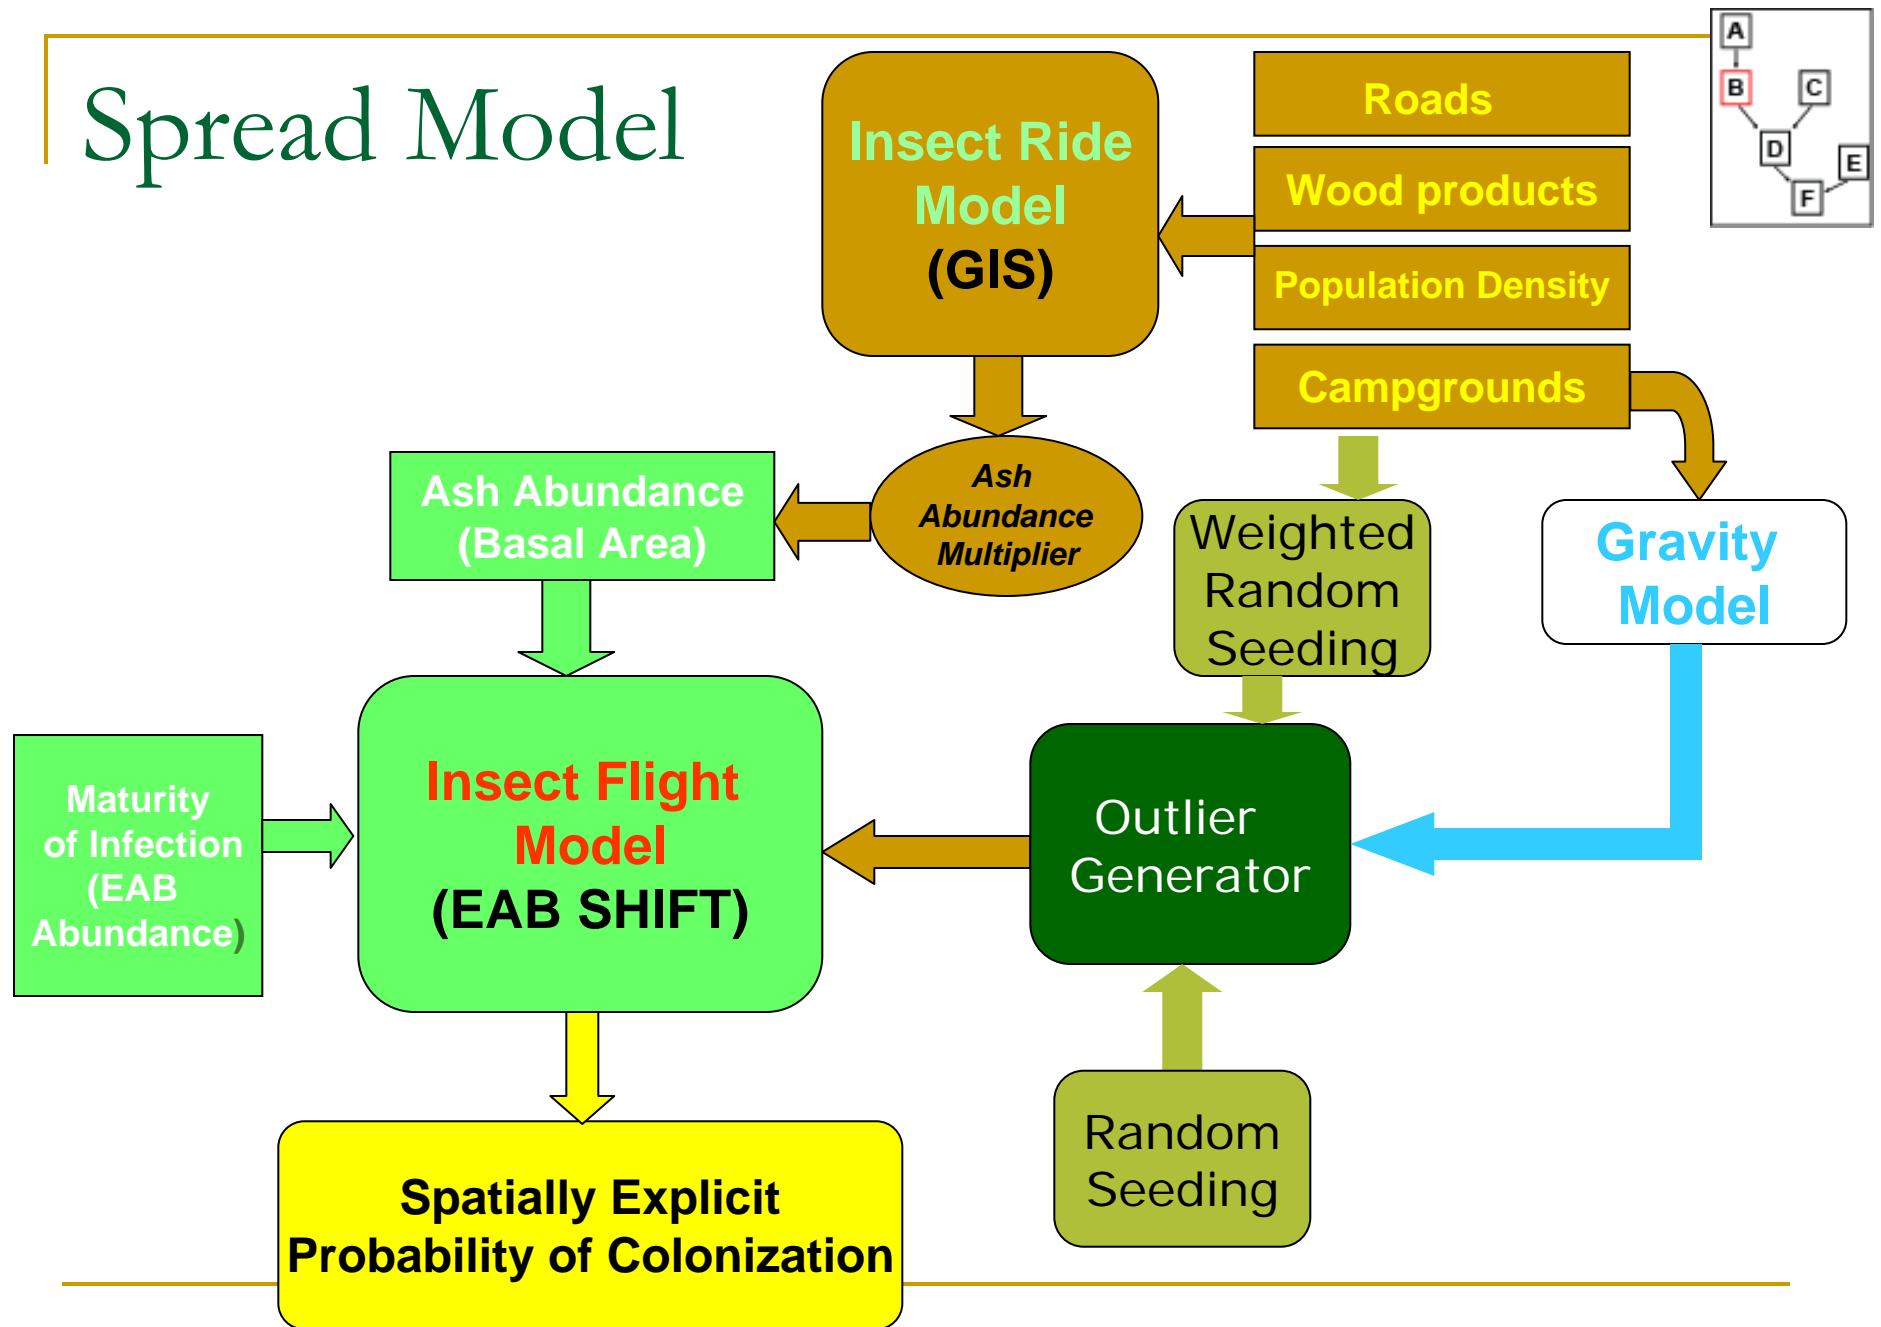 Spread Model
Insect Ride
Model
(GIS)
Roads
Wood products
Population Density
Campgrounds
A
B
C
D
E
F
Ash Abundance
(Basal Area)
Ash
Abundance
Multiplier
Weighted
Random
Seeding
Gravity
Model
Maturity
of Infection
(EAB
Abundance)
Insect Flight
Model
(EAB SHIFT)
Outlier
Generator
Random
Seeding
Spatially Explicit
Probability of Colonization